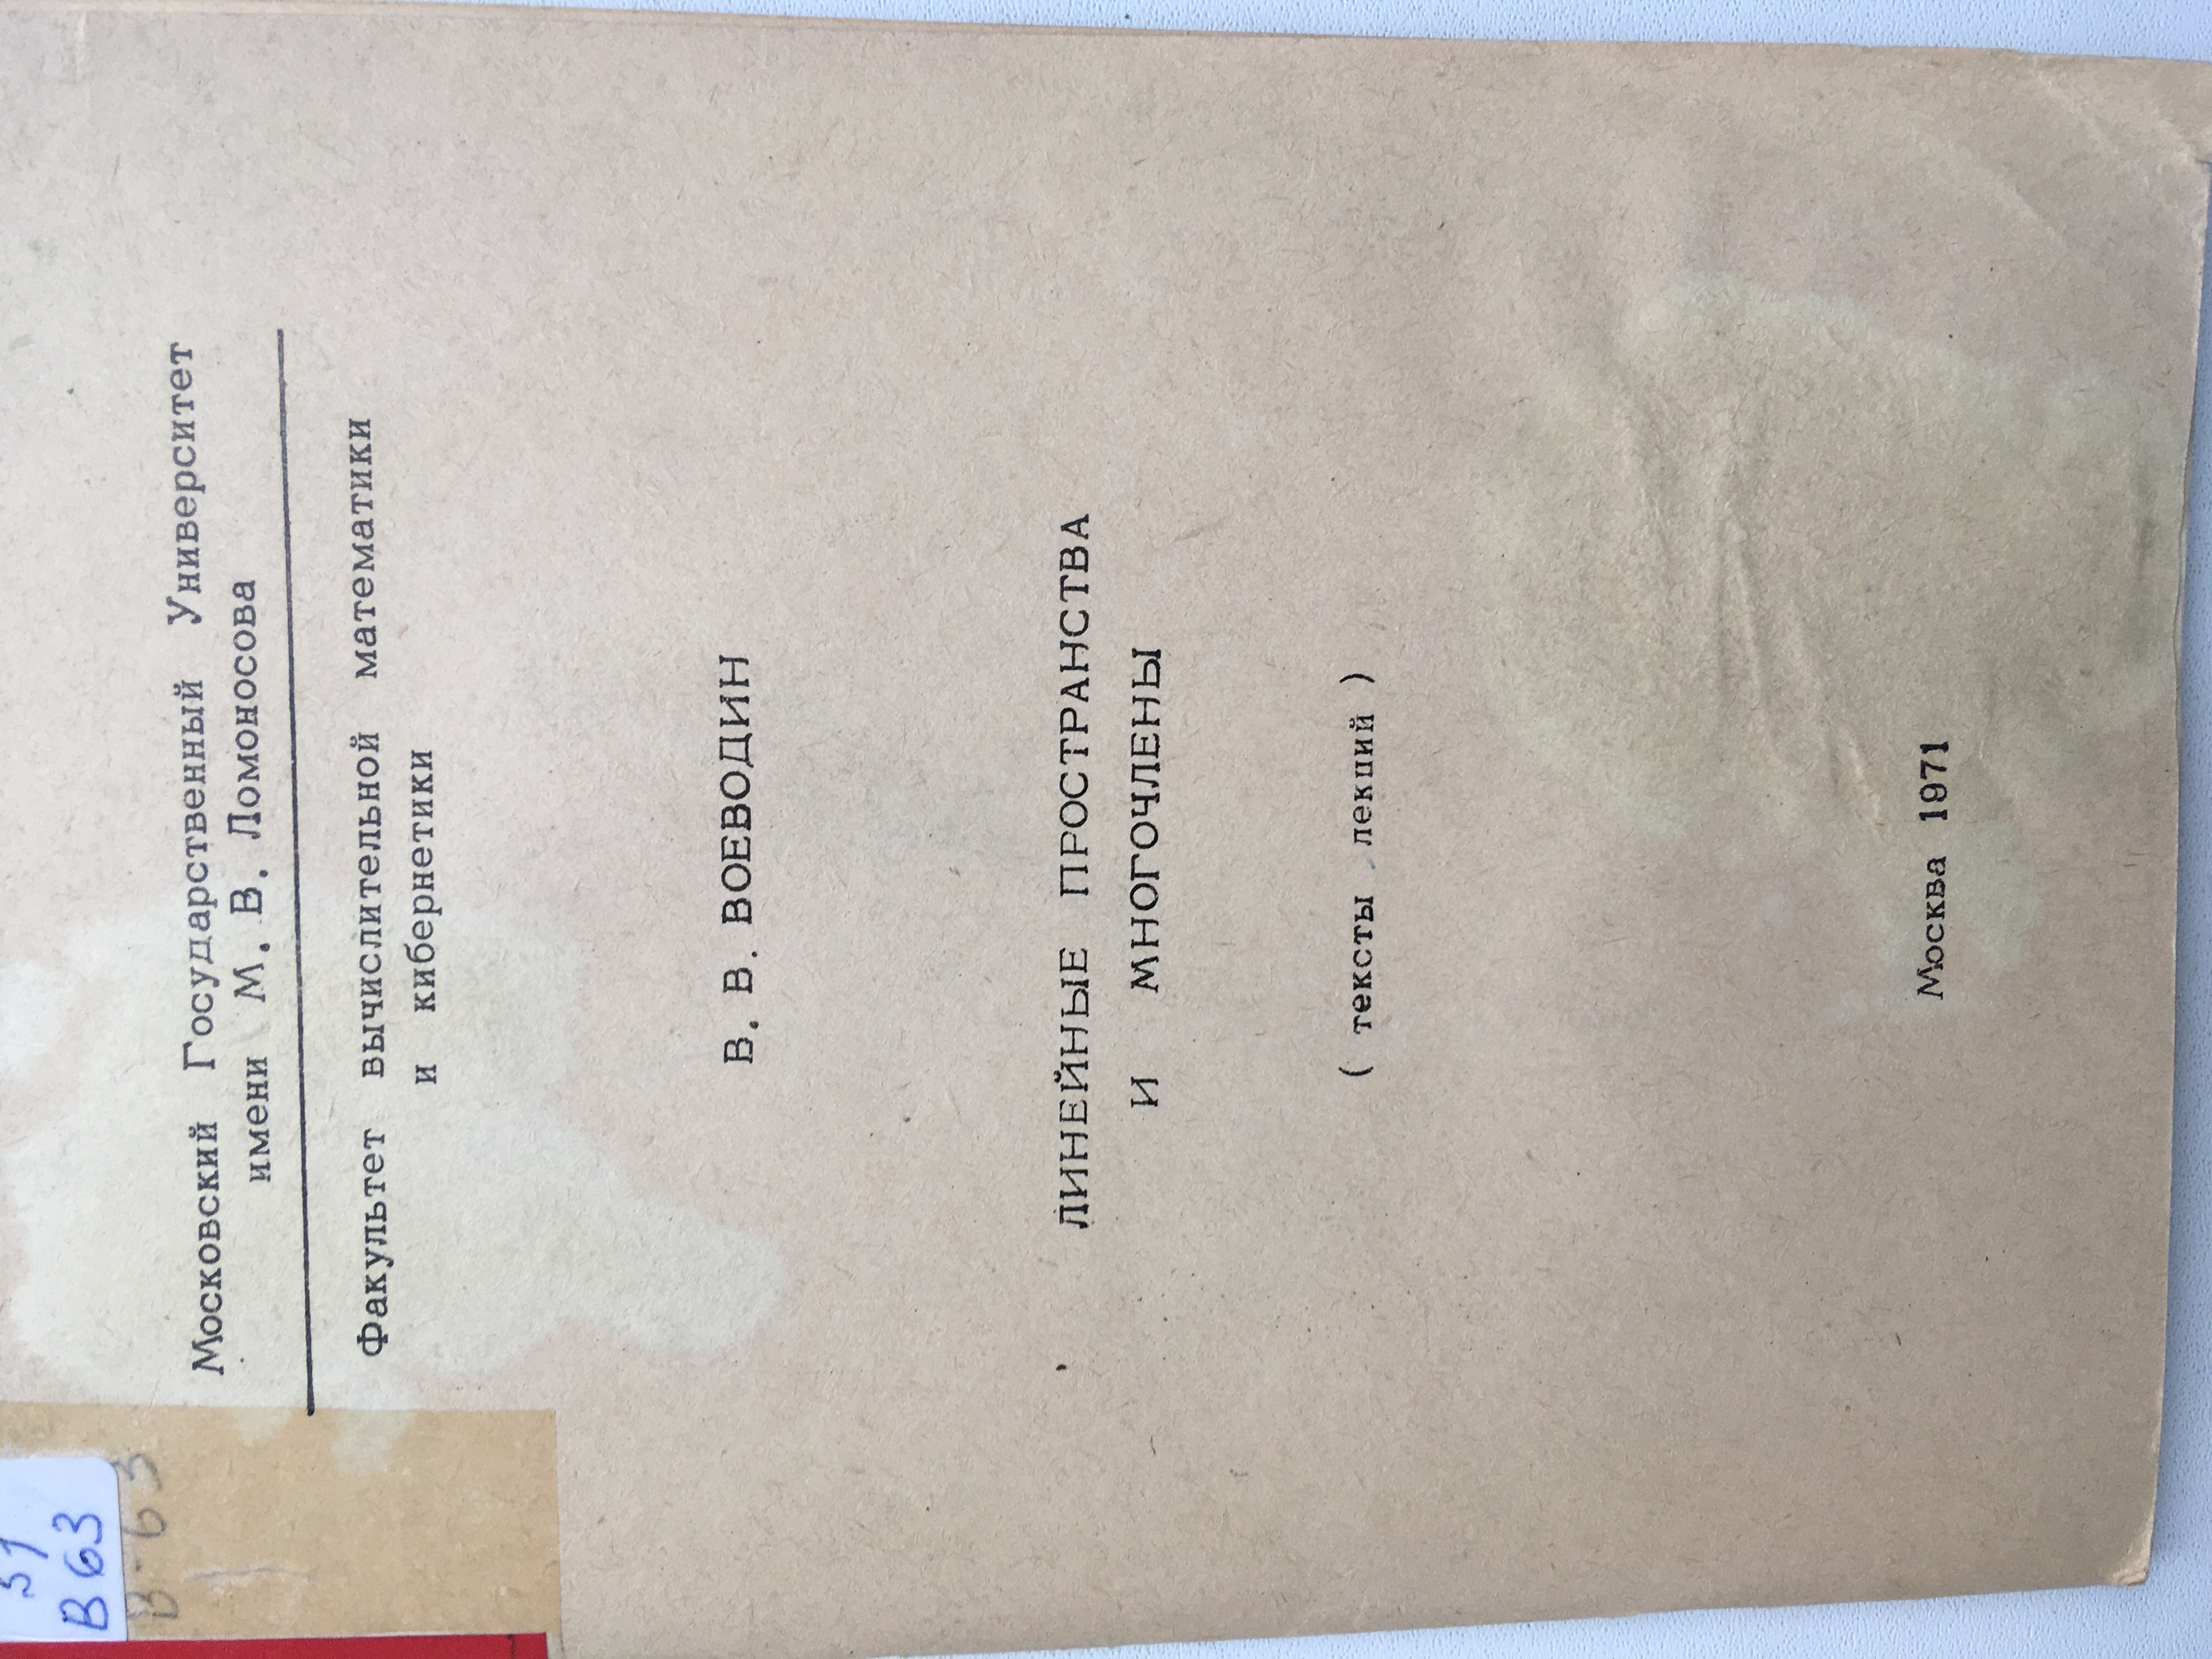 51
В 63
В-63
Московский Государственный Университет
имени М. В. Ломоносова
Факультет вычислительной математики
и кибернетики
В. В. ВОЕВОДИН
ЛИНЕЙНЫЕ ПРОСТРАНСТВА
И МНОГОЧЛЕНЫ
( тексты лекций )
Москва 1971